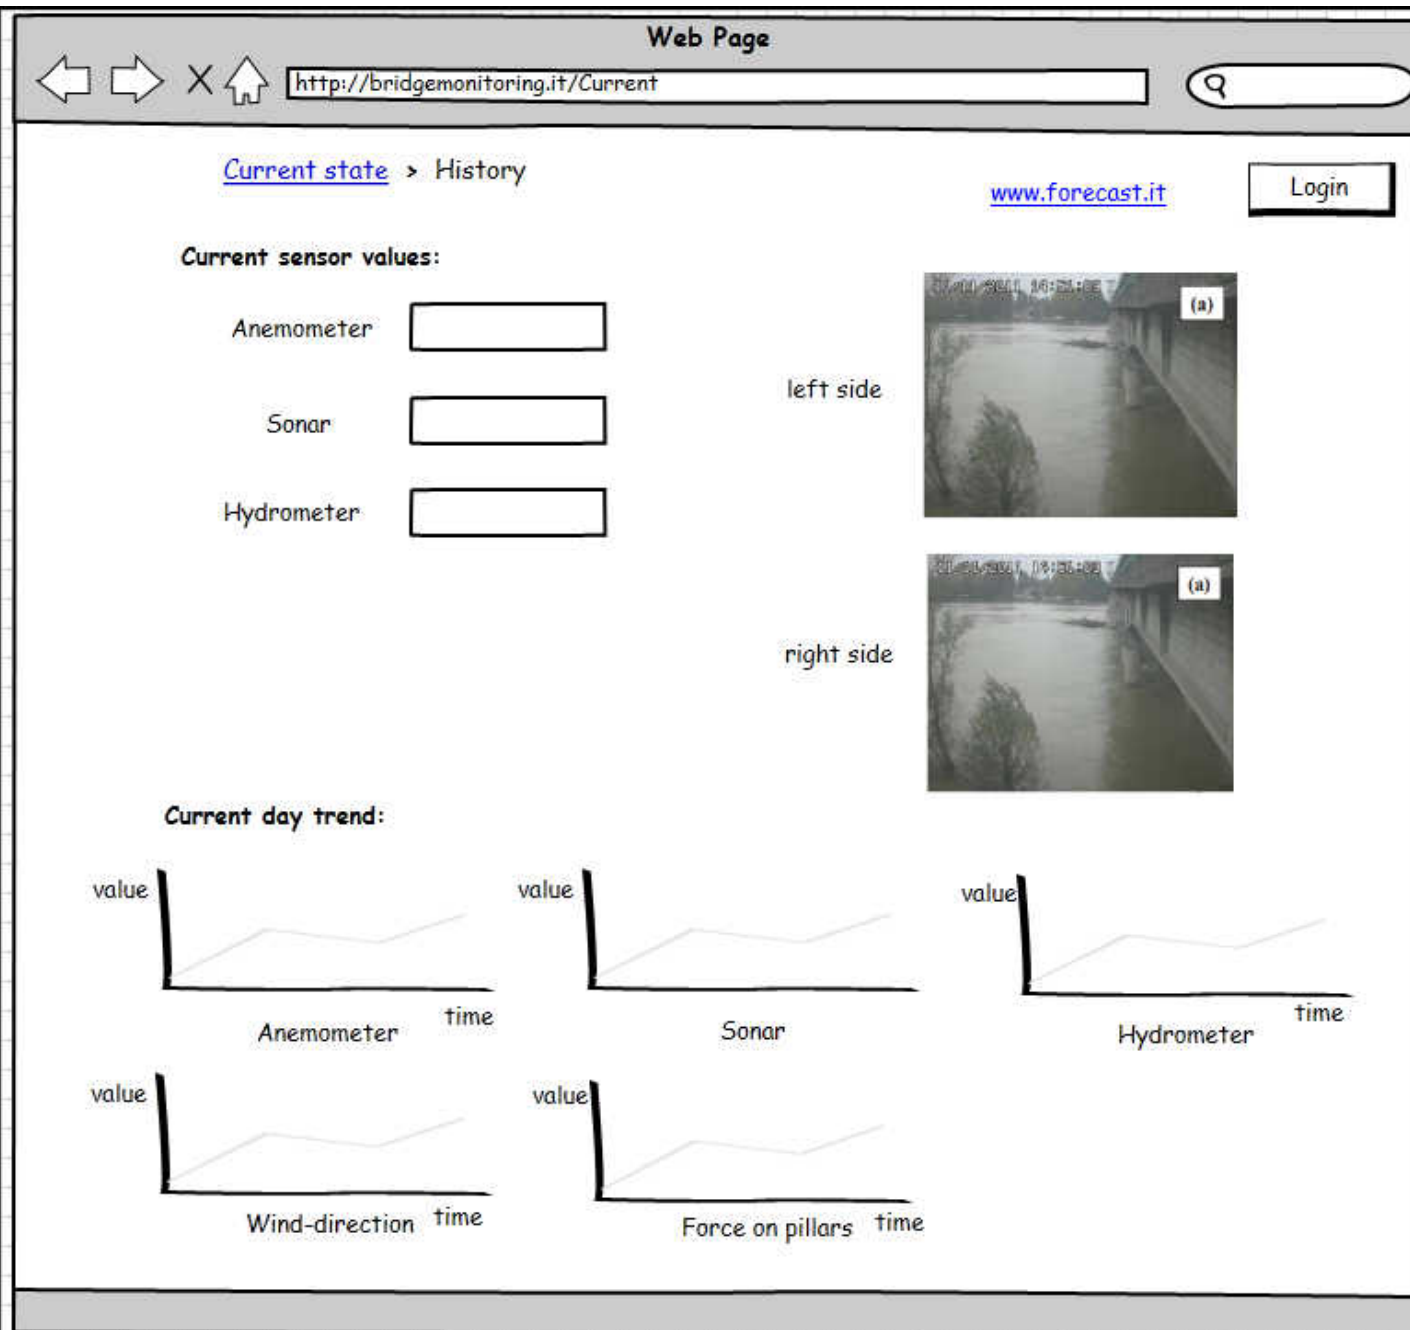 Web Page
http://bridgemonitoring.it/Current
Current state > History
www.forecast.it
Login
Current sensor values:
Anemometer
Sonar
Hydrometer
left side
(a)
right side
(a)
Current day trend:
value
time
Anemometer
value
Sonar
value
time
Hydrometer
value
Wind-direction time
value
Force on pillars time